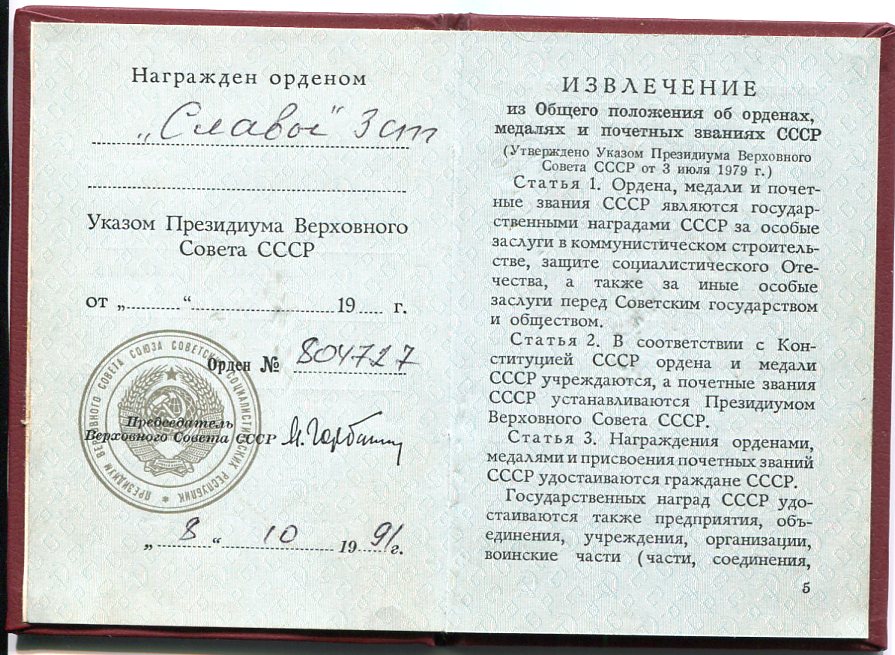 Награжден орденом
„Славы" 3 ст
Указом Президиума Верховного
Совета СССР
от „ “ 19 г.
Орден № 804727
ПРЕЗИДИУМ ВЕРХОВНОГО СОВЕТА СОЮЗА СОВЕТСКИХ СОЦИАЛИСТИЧЕСКИХ РЕСПУБЛИК
Председатель
Верховного Совета СССР М. Горбачев
„ 8 “ 10 1991 г.
ИЗВЛЕЧЕНИЕ
из Общего положения об орденах,
медалях и почетных званиях СССР
(Утверждено Указом Президиума Верховного
Совета СССР от 3 июля 1979 г.)
Статья 1. Ордена, медали и почет-
ные звания СССР являются государ-
ственными наградами СССР за особые
заслуги в коммунистическом строитель-
стве, защите социалистического Оте-
чества, а также за иные особые
заслуги перед Советским государством
и обществом.
Статья 2. В соответствии с Кон-
ституцией СССР ордена и медали
СССР учреждаются, а почетные звания
СССР устанавливаются Президиумом
Верховного Совета СССР.
Статья 3. Награждения орденами,
медалями и присвоения почетных званий
СССР удостаиваются граждане СССР.
Государственных наград СССР удо-
стаиваются также предприятия, объ-
единения, учреждения, организации,
воинские части (части, соединения,
5